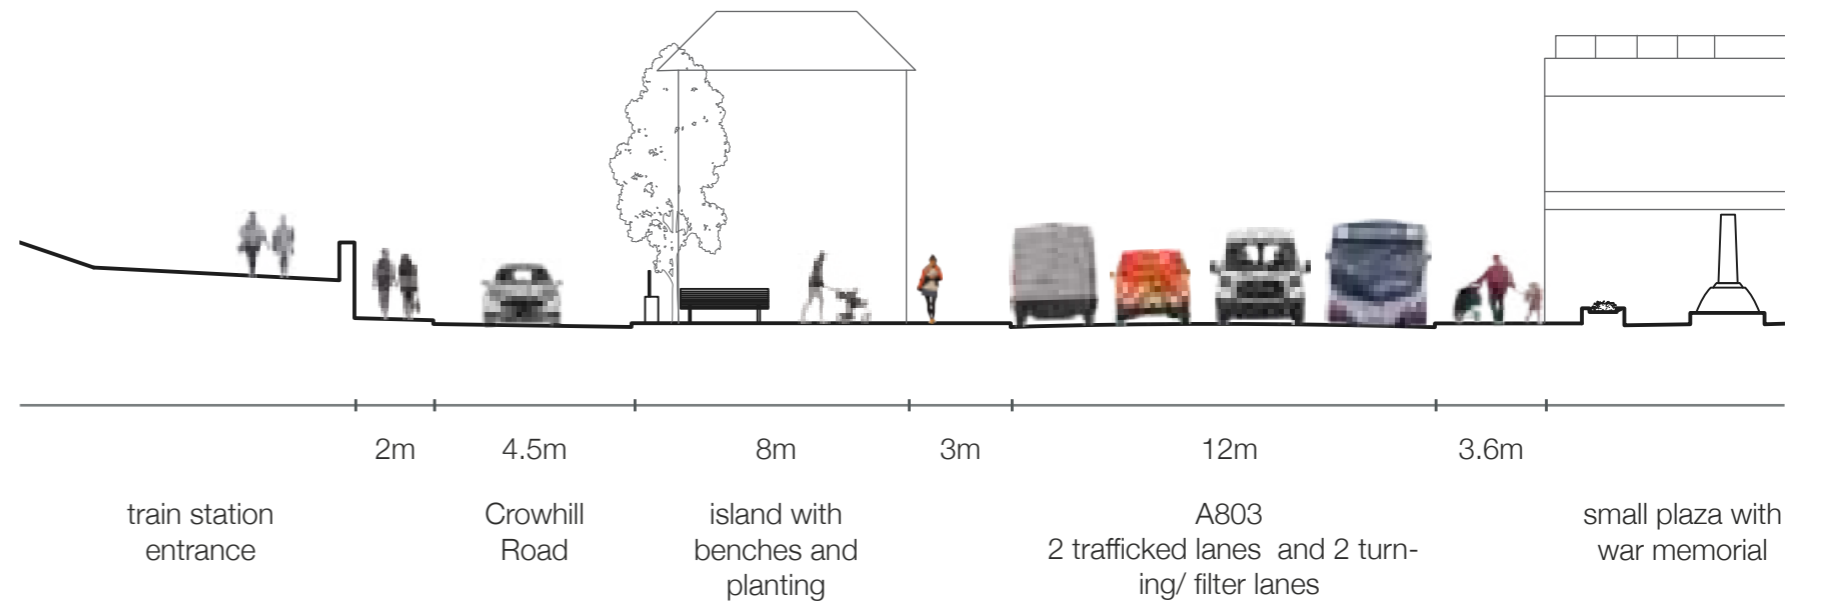 2m
4.5m
8m
3m
12m
3.6m
train station
entrance
Crowhill
Road
island with
benches and
planting
A803
2 trafficked lanes  and 2 turn-
ing/ filter lanes
small plaza with
war memorial